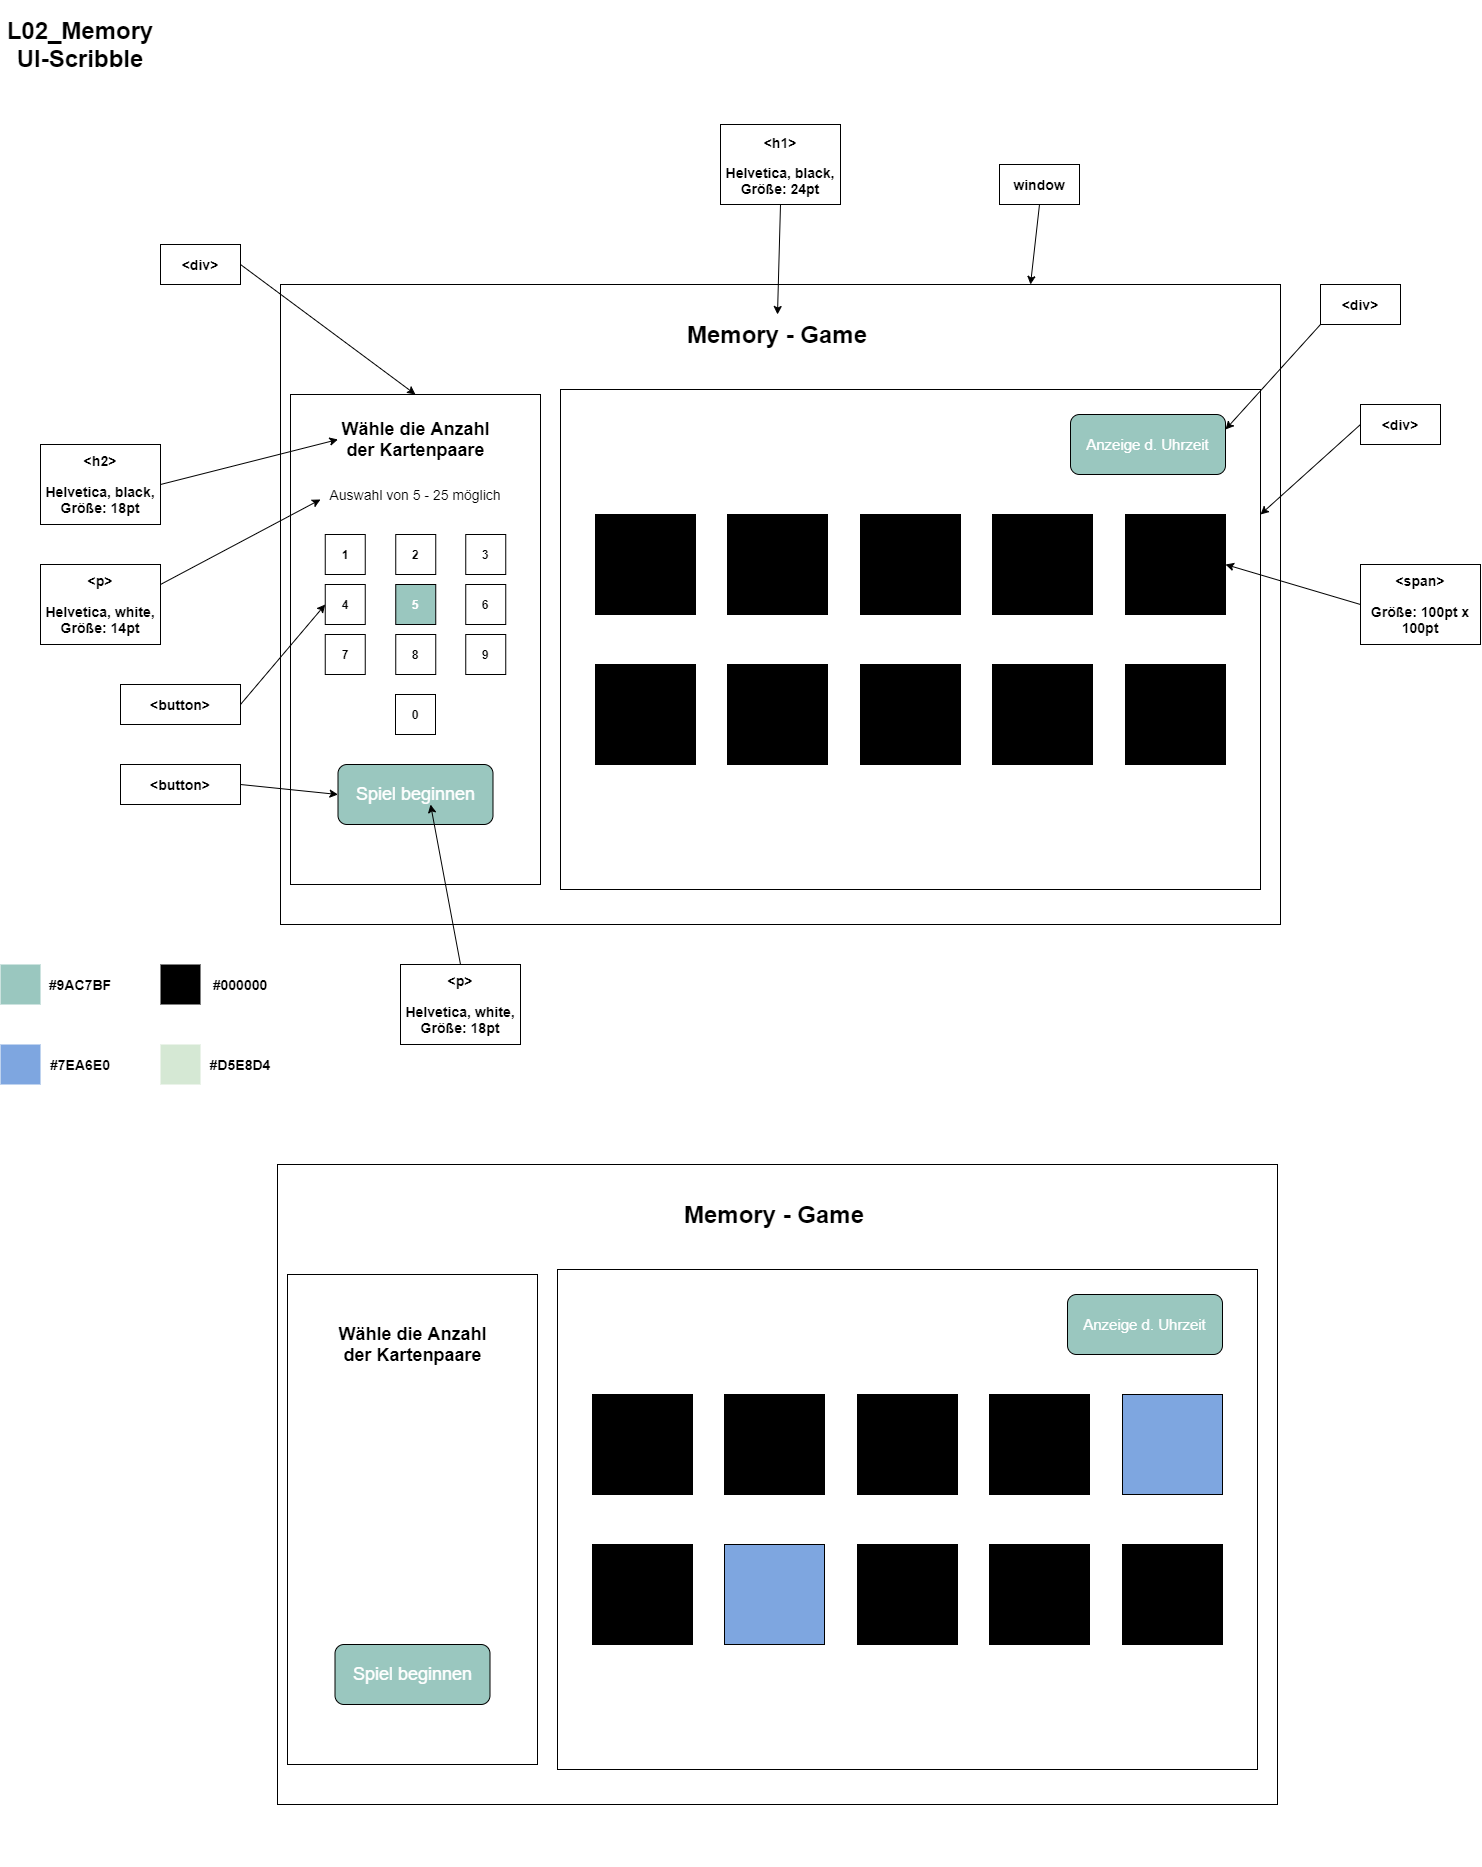 L02_Memory
UI-Scribble
<h1>
Helvetica, black,
Größe: 24pt
window
<div>
<div>
Memory - Game
Wähle die Anzahl
der Kartenpaare
Anzeige d. Uhrzeit
<div>
<h2>
Helvetica, black,
Größe: 18pt
Auswahl von 5 - 25 möglich
1 2 3
<p>
Helvetica, white,
Größe: 14pt
4 5 6
<span>
Größe: 100pt x
100pt
7 8 9
<button>
0
<button>
Spiel beginnen
#9AC7BF
#000000
<p>
Helvetica, white,
Größe: 18pt
#7EA6E0
#D5E8D4
Memory - Game
Wähle die Anzahl
der Kartenpaare
Anzeige d. Uhrzeit
Spiel beginnen